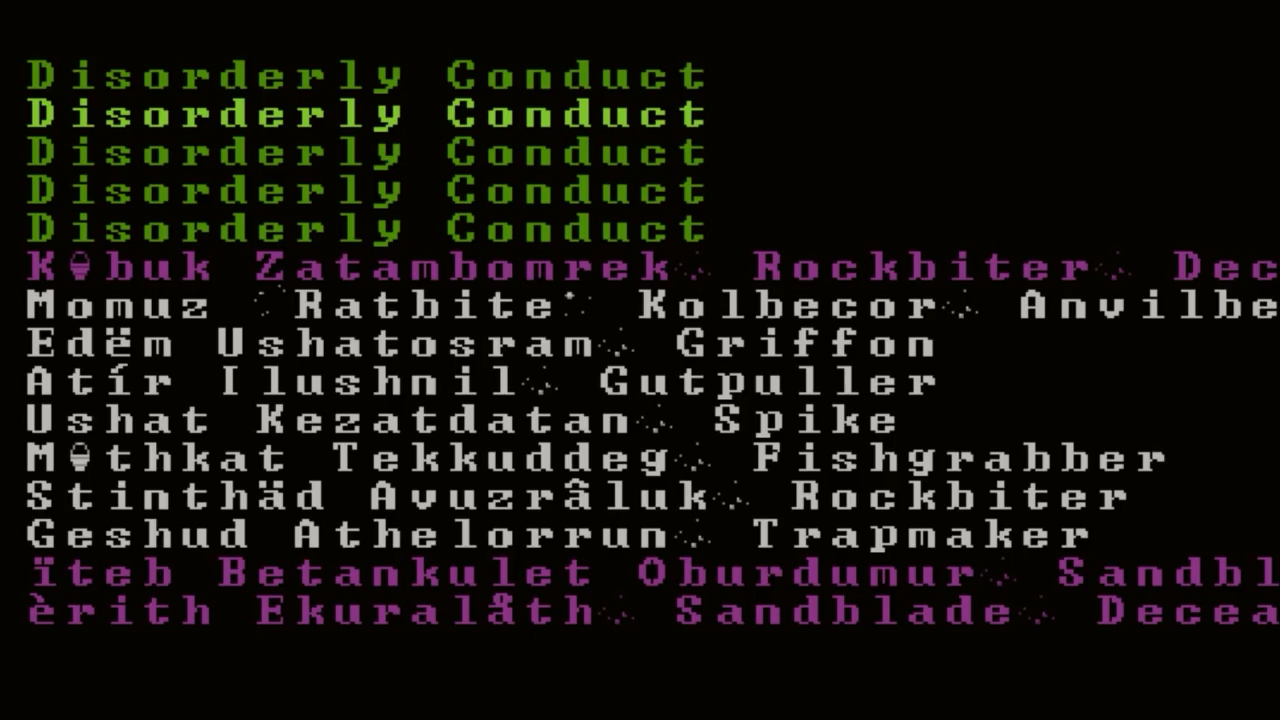 Disorderly Conduct
Disorderly Conduct
Disorderly Conduct
Disorderly Conduct
Disorderly Conduct
Zatambomrek Rockbiter Dec
Momuz Ratbite Kolbecor Anvilbe
Edëm Ushatosram Griffon
Atír Ilushnil Gutpuller
Ushat Kezatdatan Spike
Tekkuddeg Fishgrabber
Stinthäd Avuzrâluk Rockbiter
Geshud Athelorrun Trapmaker
ïteb Betankulet Oburdumur Sandbl
èrith Ekuralåth Sandblade Decea